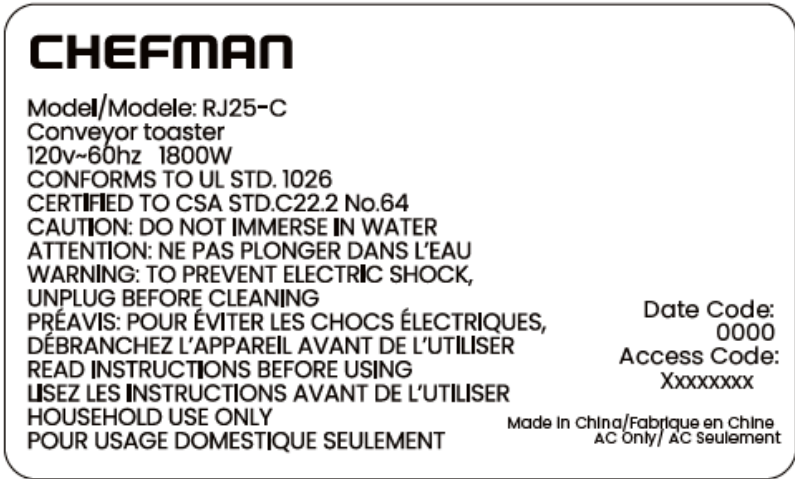 CHEFMAN
Model/Modele: RJ25-C
Conveyor toaster
120v~60hz 1800W
CONFORMS TO UL STD. 1026
CERTIFIED TO CSA STD.C22.2 No.64
CAUTION: DO NOT IMMERSE IN WATER
ATTENTION: NE PAS PLONGER DANS L'EAU
WARNING: TO PREVENT ELECTRIC SHOCK,
UNPLUG BEFORE CLEANING
PRÉAVIS: POUR ÉVITER LES CHOCS ÉLECTRIQUES,
DÉBRANCHEZ L'APPAREIL AVANT DE L'UTILISER
READ INSTRUCTIONS BEFORE USING
LISEZ LES INSTRUCTIONS AVANT DE L'UTILISER
HOUSEHOLD USE ONLY
POUR USAGE DOMESTIQUE SEULEMENT
Date Code:
0000
Access Code:
Xxxxxxxx
Made in China/Fabrique en Chine
AC Only/ AC Seulement